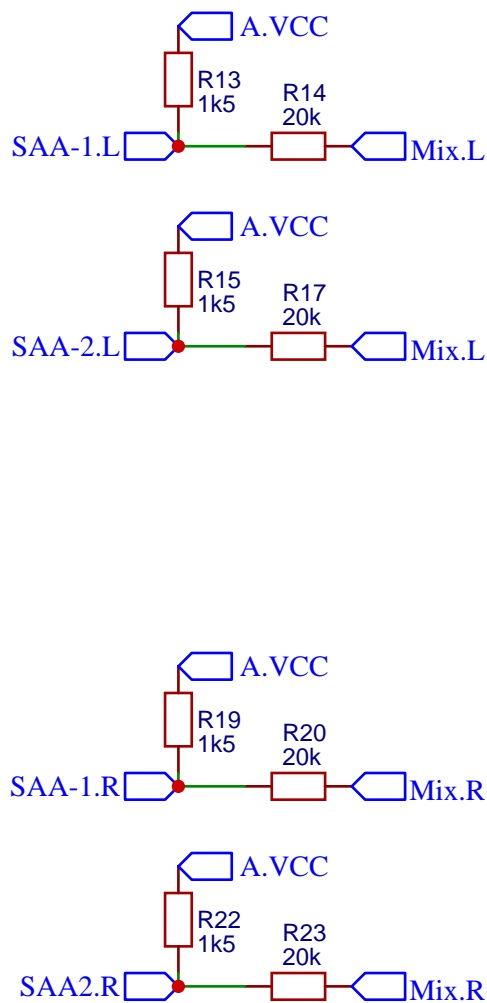 A.VCC
R13
1k5
R14
20k
SAA-1.L
Mix.L
A.VCC
R15
1k5
R17
20k
SAA-2.L
Mix.L
A.VCC
R19
1k5
R20
20k
SAA-1.R
Mix.R
A.VCC
R22
1k5
R23
20k
SAA2.R
Mix.R